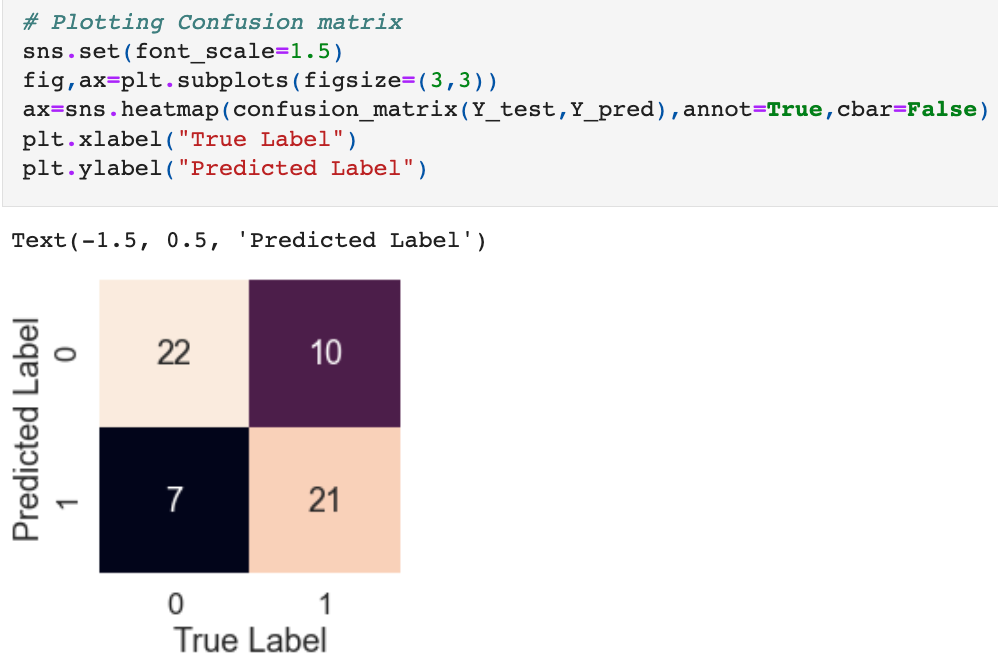 # Plotting Confusion matrix
sns.set(font_scale=1.5)
fig,ax=plt.subplots(figsize=(3,3))
ax=sns.heatmap(confusion_matrix(Y_test,Y_pred),annot=True,cbar=False)
plt.xlabel("True Label")
plt.ylabel("Predicted Label")
Text(-1.5, 0.5, 'Predicted Label')
Predicted Label
0
22
10
1
7
21
0
1
True Label